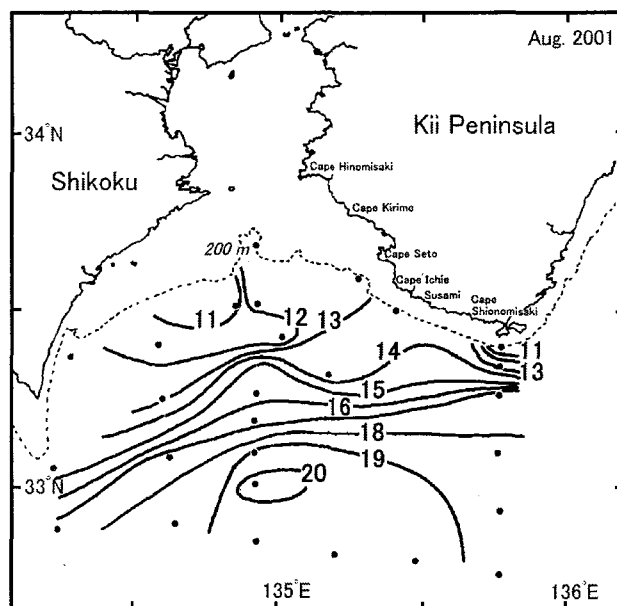 Aug. 2001
34°N
Kii Peninsula
Cape Hinomisaki
Shikoku
Cape Kirime
200 m
Cape Seto
Cape Ichie
Susami
Cape
Shionomisaki
11
12
13
14
11
13
15
16
18
19
20
33°N
135°E
136°E